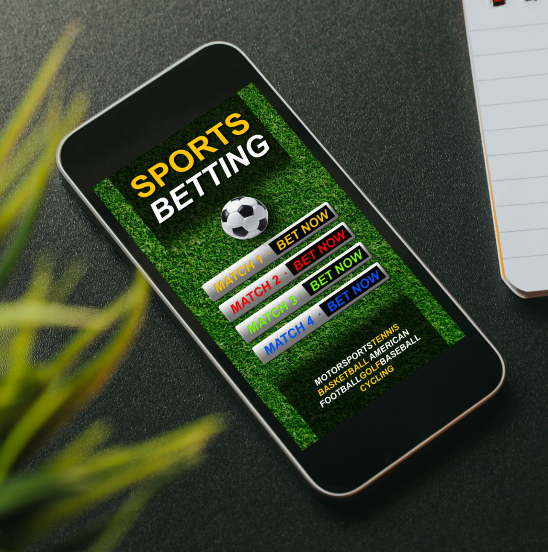 SPORTS
BETTING
MATCH 1 - BET NOW
MATCH 2 - BET NOW
MATCH 3 - BET NOW
MATCH 4 - BET NOW
MOTORSPORTSTENNIS
BASKETBALL AMERICAN
FOOTBALLGOLFBASEBALL
CYCLING